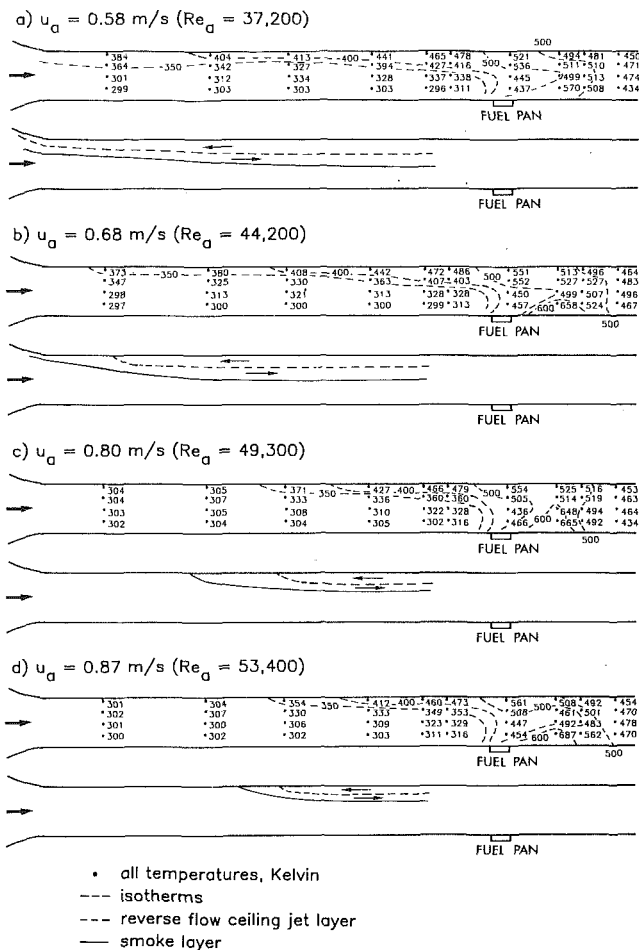 a) u_a = 0.58 m/s (Re_a = 37,200)
500
384 404 413 400 441 465 478 521 494 481 450
364 350 342 327 394 427 416 500 536 511 510 471
301 312 334 328 337 338 445 499 513 474
299 303 303 303 296 311 437 570 508 434
FUEL PAN
FUEL PAN
b) u_a = 0.68 m/s (Re_a = 44,200)
373 350 380 408 400 442 472 486 500 551 513 496 464
347 325 330 363 407 403 552 527 527 483
298 313 313 328 328 450 499 507 496
297 300 300 300 299 313 457 600 658 524 467
FUEL PAN
500
FUEL PAN
c) u_a = 0.80 m/s (Re_a = 49,300)
304 305 371 427 400 466 479 500 554 525 516 453
304 307 333 350 336 360 360 505 514 519 463
303 305 308 310 322 328 436 648 494 464
302 304 304 305 302 316 466 600 665 492 434
FUEL PAN
500
FUEL PAN
d) u_a = 0.87 m/s (Re_a = 53,400)
301 304 354 350 412 400 460 473 561 500 508 492 454
302 307 330 333 349 353 508 461 501 470
301 300 306 309 323 329 447 492 483 478
300 302 302 303 311 316 454 600 687 562 470
FUEL PAN
500
FUEL PAN
• all temperatures, Kelvin
--- isotherms
--- reverse flow ceiling jet layer
— smoke layer